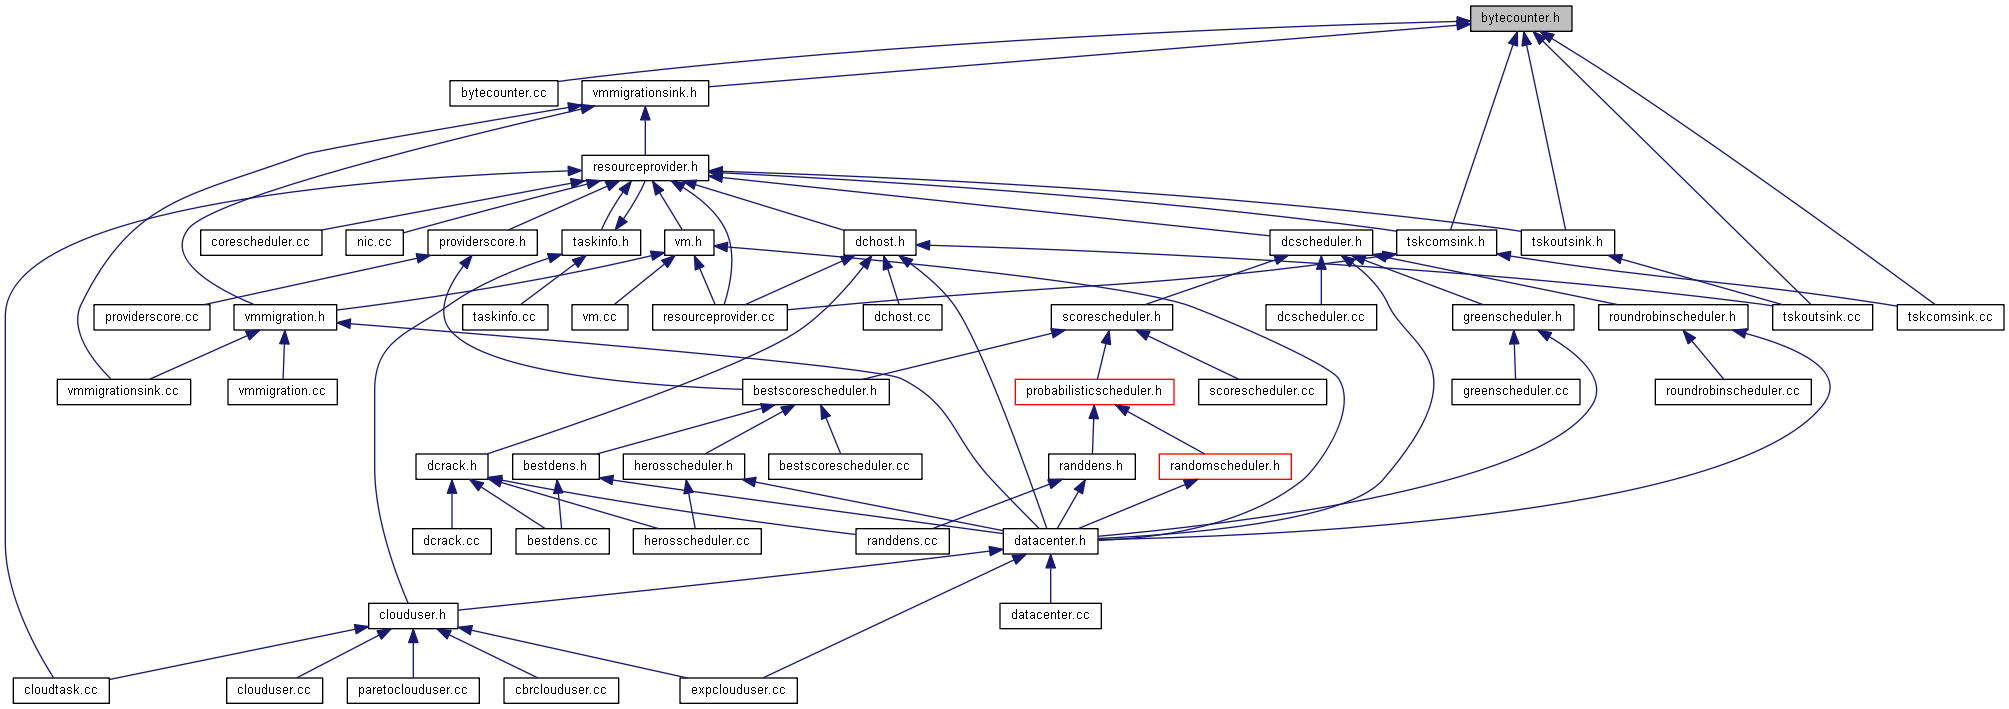 bytecounter.h
bytecounter.cc
vmmigrationsink.h
resourceprovider.h
corescheduler.cc
nic.cc
providerscore.h
taskinfo.h
vm.h
dchost.h
dcscheduler.h
tskcomsink.h
tskoutsink.h
providerscore.cc
vmmigration.h
taskinfo.cc
vm.cc
resourceprovider.cc
dchost.cc
scorescheduler.h
dcscheduler.cc
greenscheduler.h
roundrobinscheduler.h
tskoutsink.cc
tskcomsink.cc
vmmigrationsink.cc
vmmigration.cc
bestscorescheduler.h
probabilisticscheduler.h
scorescheduler.cc
greenscheduler.cc
roundrobinscheduler.cc
dcrack.h
bestdens.h
herosscheduler.h
bestscorescheduler.cc
randdens.h
randomscheduler.h
dcrack.cc
bestdens.cc
herosscheduler.cc
randdens.cc
datacenter.h
clouduser.h
datacenter.cc
cloudtask.cc
clouduser.cc
paretoclouduser.cc
cbrclouduser.cc
expclouduser.cc